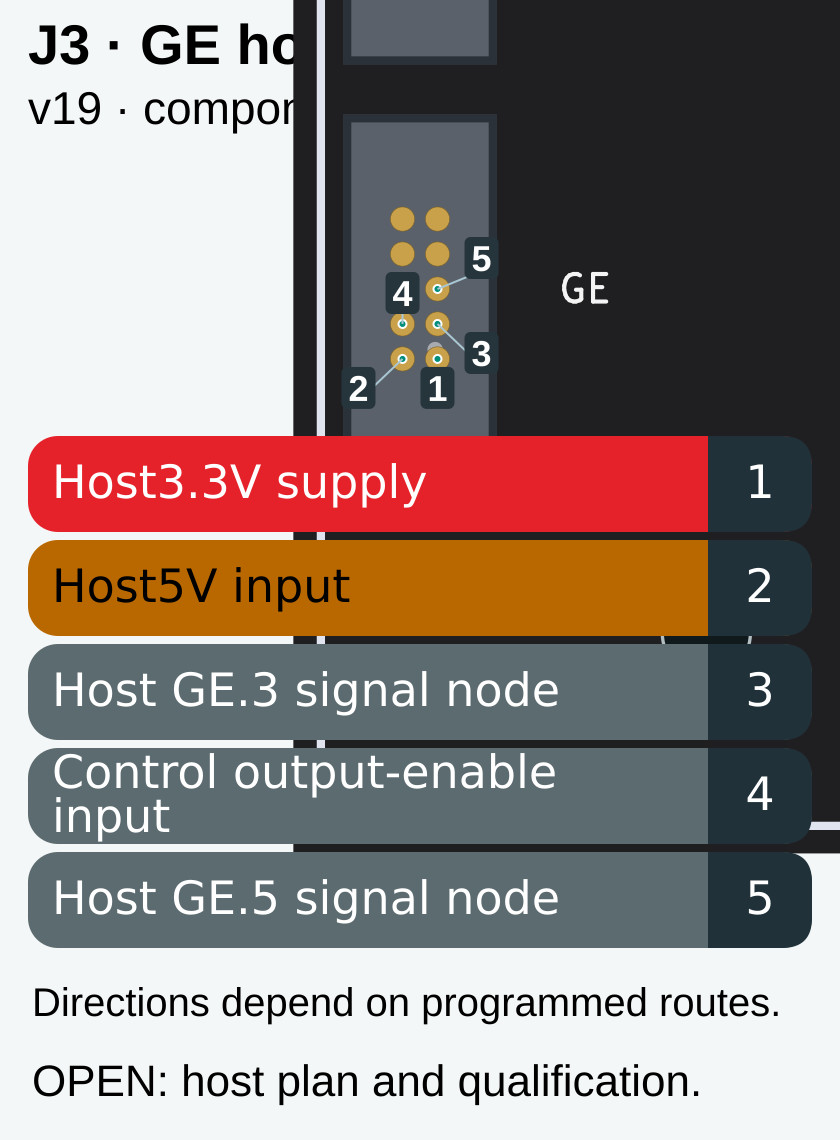 J3 · GE ho
v19 · compon
5
4
GE
3
2
1
Host3.3V supply 1
Host5V input 2
Host GE.3 signal node 3
Control output-enable
input 4
Host GE.5 signal node 5
Directions depend on programmed routes.
OPEN: host plan and qualification.